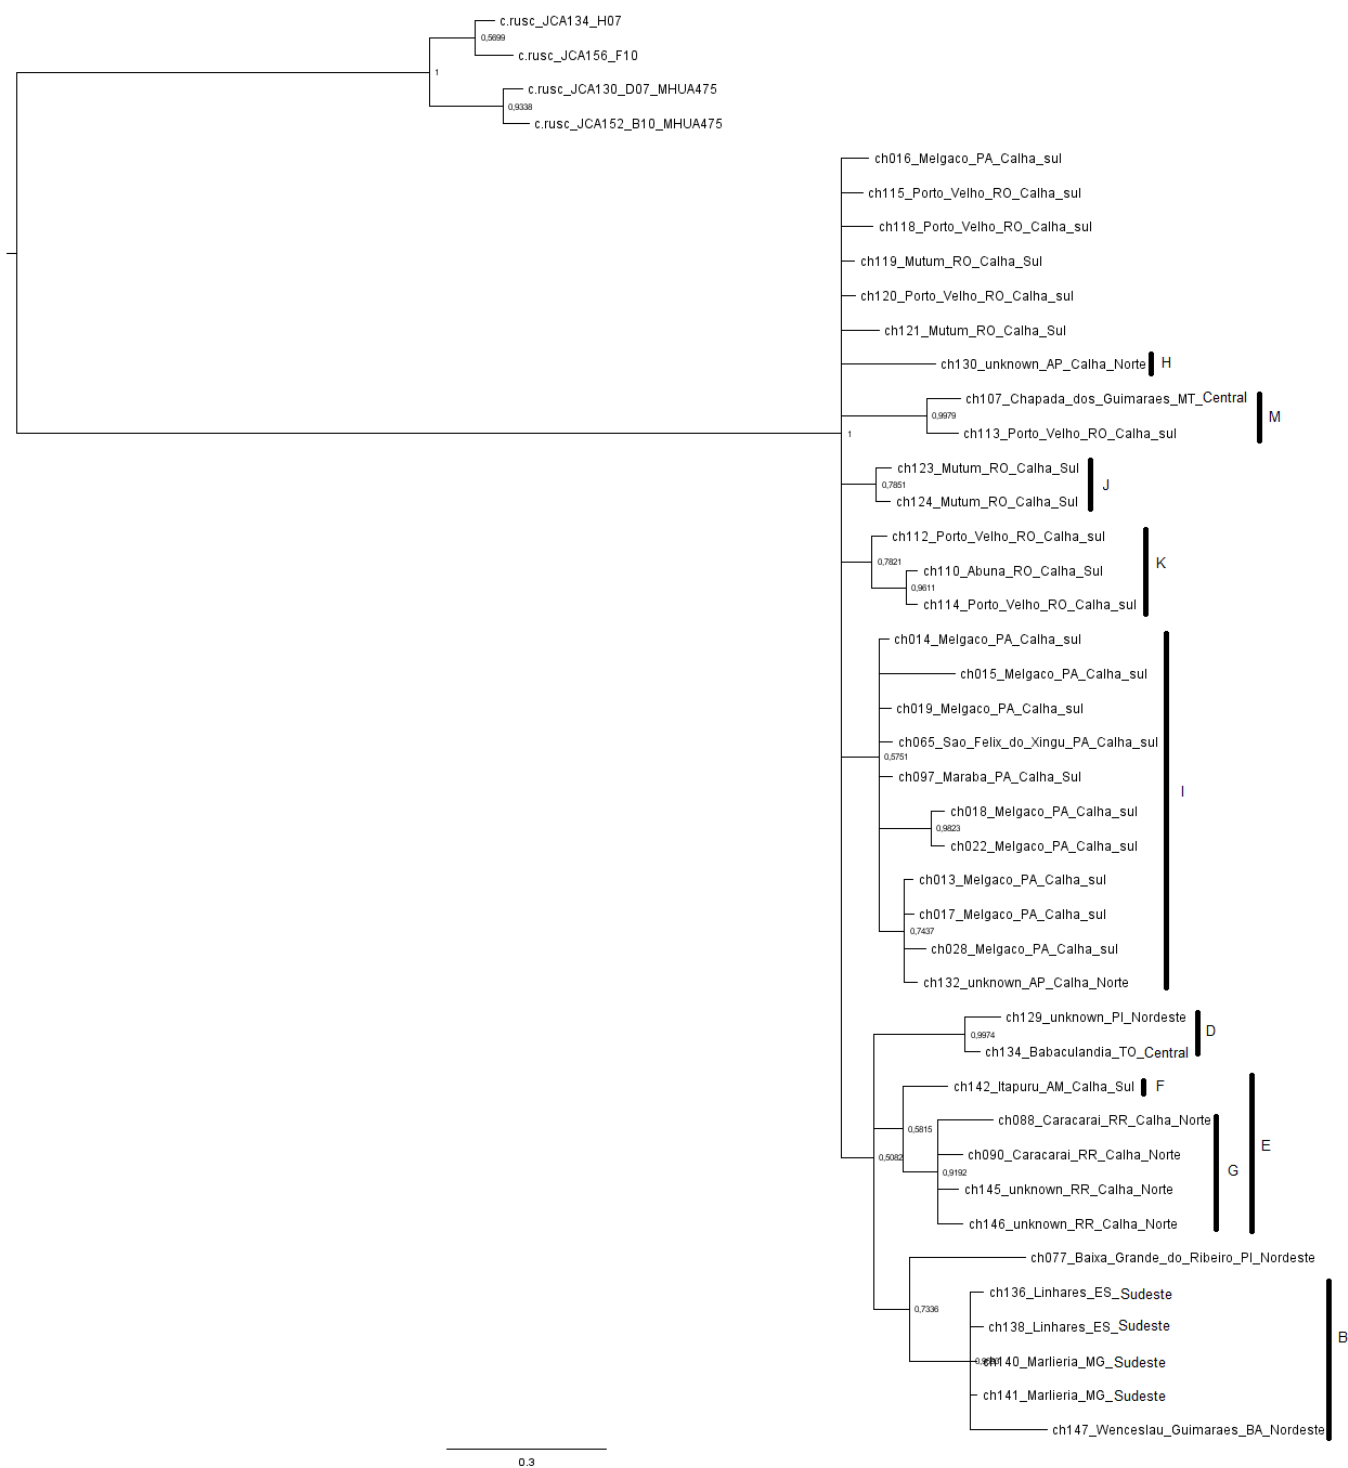 c.rusc_JCA134_H07
0,5699
c.rusc_JCA156_F10
1
c.rusc_JCA130_D07_MHUA475
0,9338
c.rusc_JCA152_B10_MHUA475
ch016_Melgaco_PA_Calha_sul
ch115_Porto_Velho_RO_Calha_sul
ch118_Porto_Velho_RO_Calha_sul
ch119_Mutum_RO_Calha_Sul
ch120_Porto_Velho_RO_Calha_sul
ch121_Mutum_RO_Calha_Sul
ch130_unknown_AP_Calha_Norte H
ch107_Chapada_dos_Guimaraes_MT_Central
0,9979 M
ch113_Porto_Velho_RO_Calha_sul
1
ch123_Mutum_RO_Calha_Sul
0,7851 J
ch124_Mutum_RO_Calha_Sul
ch112_Porto_Velho_RO_Calha_sul
0,7821 K
ch110_Abuna_RO_Calha_Sul
0,9611
ch114_Porto_Velho_RO_Calha_sul
ch014_Melgaco_PA_Calha_sul
ch015_Melgaco_PA_Calha_sul
ch019_Melgaco_PA_Calha_sul
ch065_Sao_Felix_do_Xingu_PA_Calha_sul
0,5751
ch097_Maraba_PA_Calha_Sul
I
ch018_Melgaco_PA_Calha_sul
0,9823
ch022_Melgaco_PA_Calha_sul
ch013_Melgaco_PA_Calha_sul
ch017_Melgaco_PA_Calha_sul
0,7437
ch028_Melgaco_PA_Calha_sul
ch132_unknown_AP_Calha_Norte
ch129_unknown_PI_Nordeste
0,9974 D
ch134_Babaculandia_TO_Central
ch142_Itapuru_AM_Calha_Sul F
ch088_Caracarai_RR_Calha_Norte
0,5815
E
ch090_Caracarai_RR_Calha_Norte
0,5082
0,9192 G
ch145_unknown_RR_Calha_Norte
ch146_unknown_RR_Calha_Norte
ch077_Baixa_Grande_do_Ribeiro_PI_Nordeste
ch136_Linhares_ES_Sudeste
0,7336
ch138_Linhares_ES_Sudeste
B
ch140_Marlieria_MG_Sudeste
ch141_Marlieria_MG_Sudeste
ch147_Wenceslau_Guimaraes_BA_Nordeste
0.3